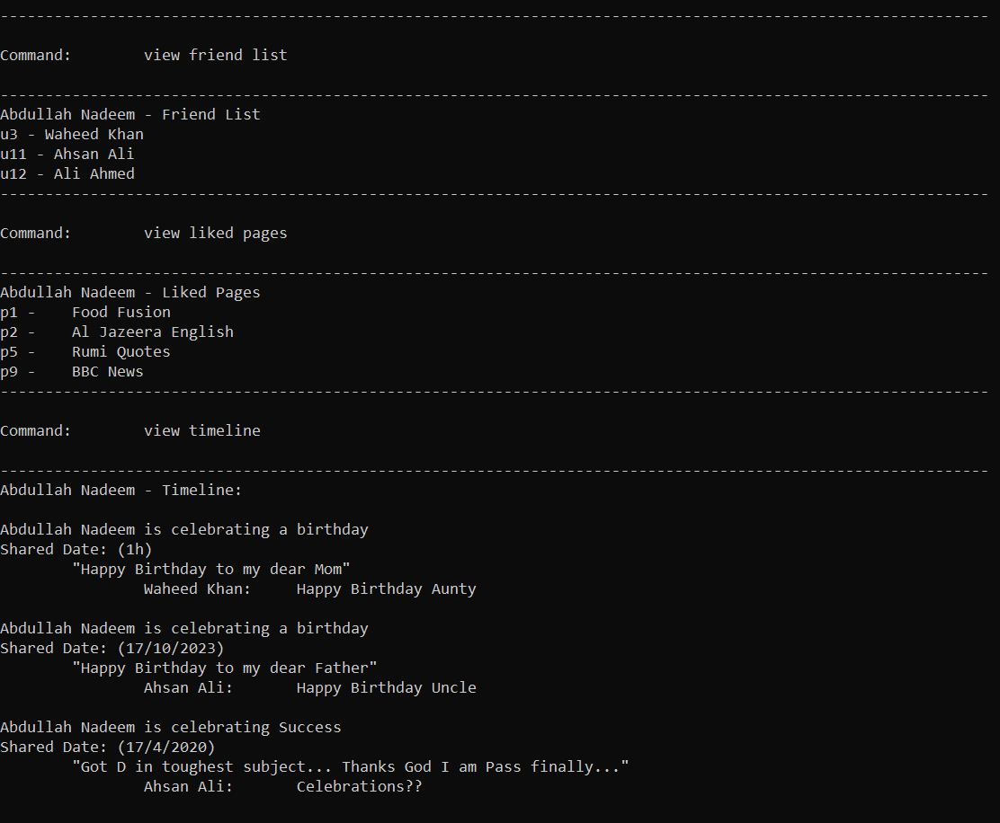 ----------------------------------------------------------------------------------------------------------------
Command:        view friend list
----------------------------------------------------------------------------------------------------------------
Abdullah Nadeem - Friend List
u3 - Waheed Khan
u11 - Ahsan Ali
u12 - Ali Ahmed
----------------------------------------------------------------------------------------------------------------
Command:        view liked pages
----------------------------------------------------------------------------------------------------------------
Abdullah Nadeem - Liked Pages
p1 -    Food Fusion
p2 -    Al Jazeera English
p5 -    Rumi Quotes
p9 -    BBC News
----------------------------------------------------------------------------------------------------------------
Command:        view timeline
----------------------------------------------------------------------------------------------------------------
Abdullah Nadeem - Timeline:
Abdullah Nadeem is celebrating a birthday
Shared Date: (1h)
        "Happy Birthday to my dear Mom"
                Waheed Khan:     Happy Birthday Aunty
Abdullah Nadeem is celebrating a birthday
Shared Date: (17/10/2023)
        "Happy Birthday to my dear Father"
                Ahsan Ali:       Happy Birthday Uncle
Abdullah Nadeem is celebrating Success
Shared Date: (17/4/2020)
        "Got D in toughest subject... Thanks God I am Pass finally..."
                Ahsan Ali:       Celebrations??